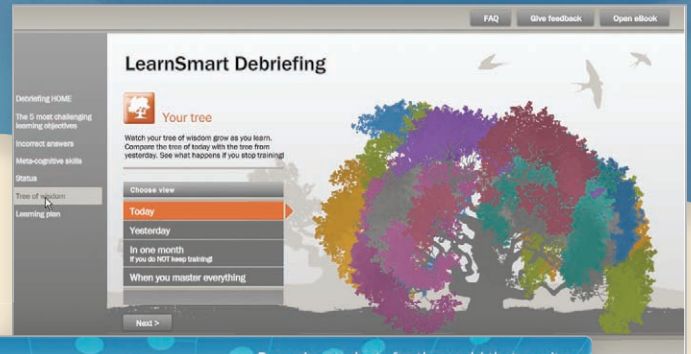 FAQ
Give feedback
Open eBook
LearnSmart Debriefing
Debriefing HOME
The 5 most challenging
learning objectives
Incorrect answers
Meta-cognitive skills
Status
Tree of wisdom
Learning plan
Your tree
Watch your tree of wisdom grow as you learn.
Compare the tree of today with the tree from
yesterday. See what happens if you stop training!
Choose view
Today
Yesterday
In one month
If you do NOT keep training!
When you master everything
Next >